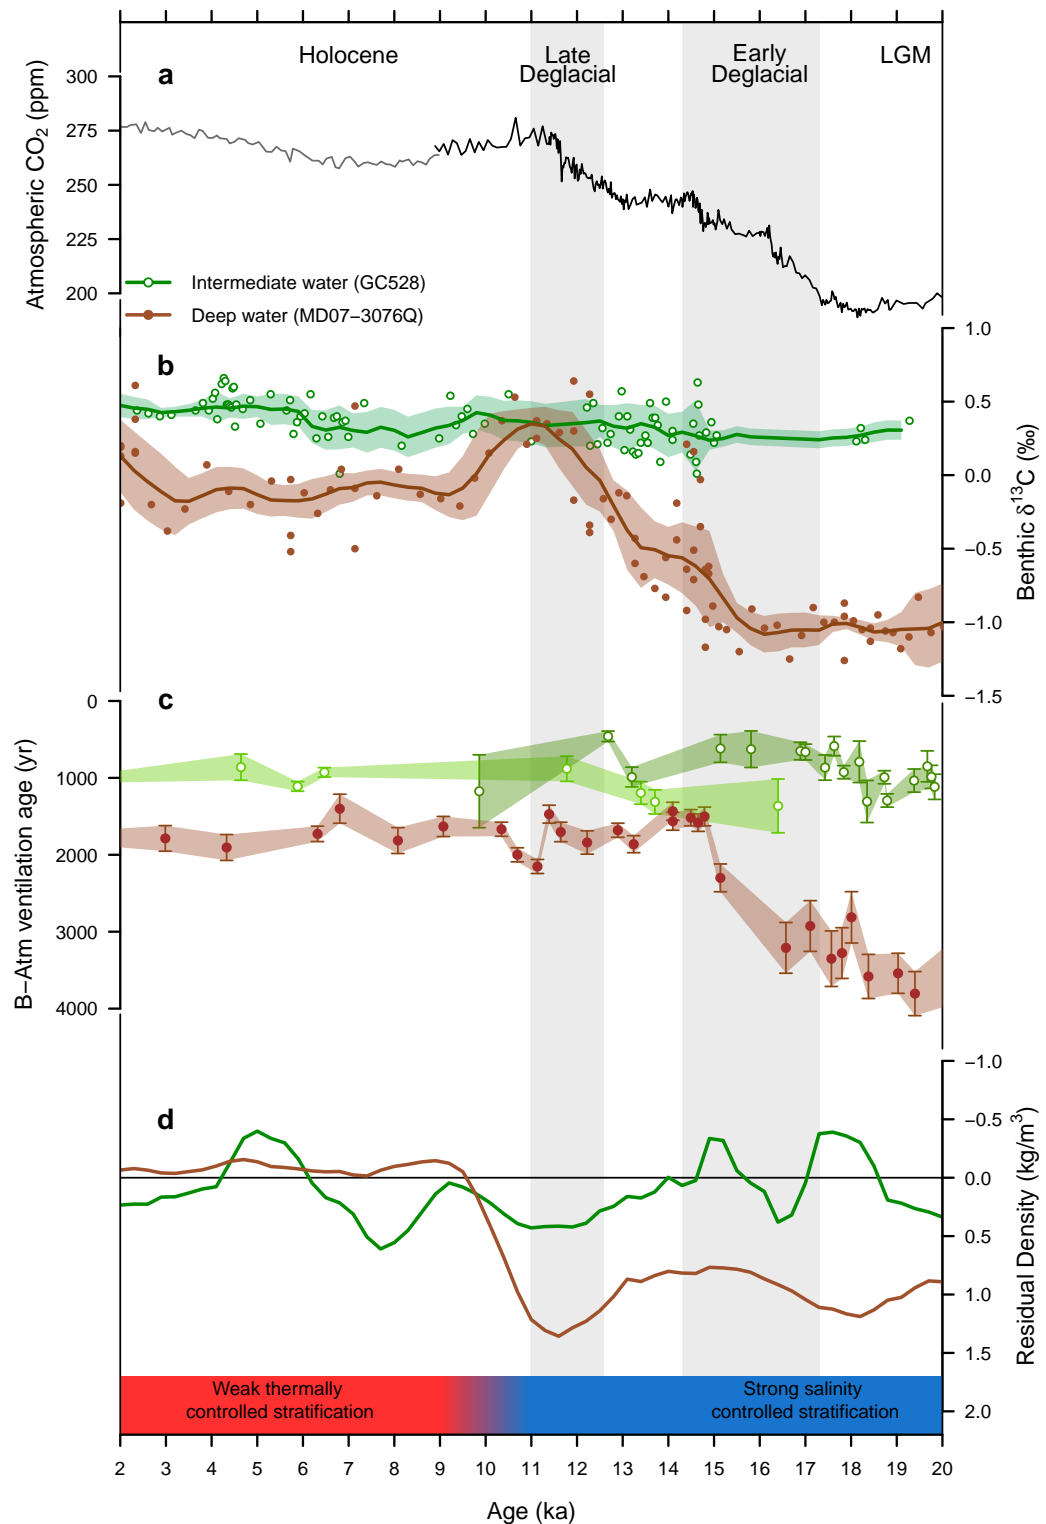 Holocene
Late
Deglacial
Early
Deglacial
LGM
a
300
275
250
225
200
Atmospheric CO2 (ppm)
Intermediate water (GC528)
Deep water (MD07−3076Q)
b
1.0
0.5
0.0
−0.5
−1.0
−1.5
Benthic δ13C (‰)
c
0
1000
2000
3000
4000
B−Atm ventilation age (yr)
d
−1.0
−0.5
0.0
0.5
1.0
1.5
2.0
Residual Density (kg/m3)
Weak thermally
controlled stratification
Strong salinity
controlled stratification
2 3 4 5 6 7 8 9 10 11 12 13 14 15 16 17 18 19 20
Age (ka)